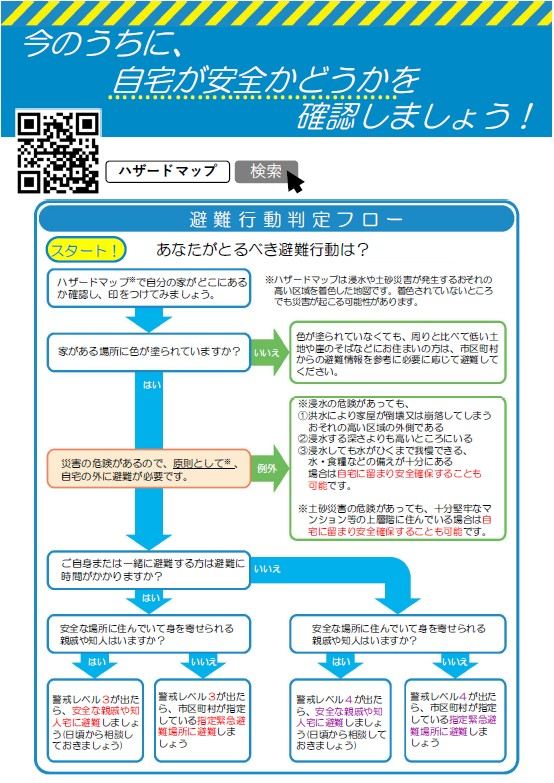 今のうちに、
自宅が安全かどうかを
確認しましょう！
ハザードマップ 検索
避難行動判定フロー
スタート！ あなたがとるべき避難行動は？
ハザードマップ※で自分の家がどこにある
か確認し、印をつけてみましょう。
※ハザードマップは浸水や土砂災害が発生するおそれの
高い区域を着色した地図です。着色されていないところ
でも災害が起こる可能性があります。
家がある場所に色が塗られていますか？
いいえ
色が塗られていなくても、周りと比べて低い土
地や崖のそばなどにお住まいの方は、市区町村
からの避難情報を参考に必要に応じて避難して
ください。
はい
災害の危険があるので、原則として※、
自宅の外に避難が必要です。
例外
※浸水の危険があっても、
①洪水により家屋が倒壊又は崩落してしまう
おそれの高い区域の外側である
②浸水する深さよりも高いところにいる
③浸水しても水がひくまで我慢できる、
水・食糧などの備えが十分にある
場合は自宅に留まり安全確保することも
可能です。
※土砂災害の危険があっても、十分堅牢なマ
ンション等の上層階に住んでいる場合は自
宅に留まり安全確保することも可能です。
ご自身または一緒に避難する方は避難に
時間がかかりますか？
いいえ
はい
安全な場所に住んでいて身を寄せられる
親戚や知人はいますか？
安全な場所に住んでいて身を寄せられる
親戚や知人はいますか？
はい いいえ はい いいえ
警戒レベル３が出た
ら、安全な親戚や知
人宅に避難しましょ
う(日頃から相談し
ておきましょう)
警戒レベル３が出た
ら、市区町村が指定
している指定緊急避
難場所に避難しま
しょう
警戒レベル４が出た
ら、安全な親戚や知
人宅に避難しましょ
う(日頃から相談し
ておきましょう)
警戒レベル４が出た
ら、市区町村が指定
している指定緊急避
難場所に避難しま
しょう